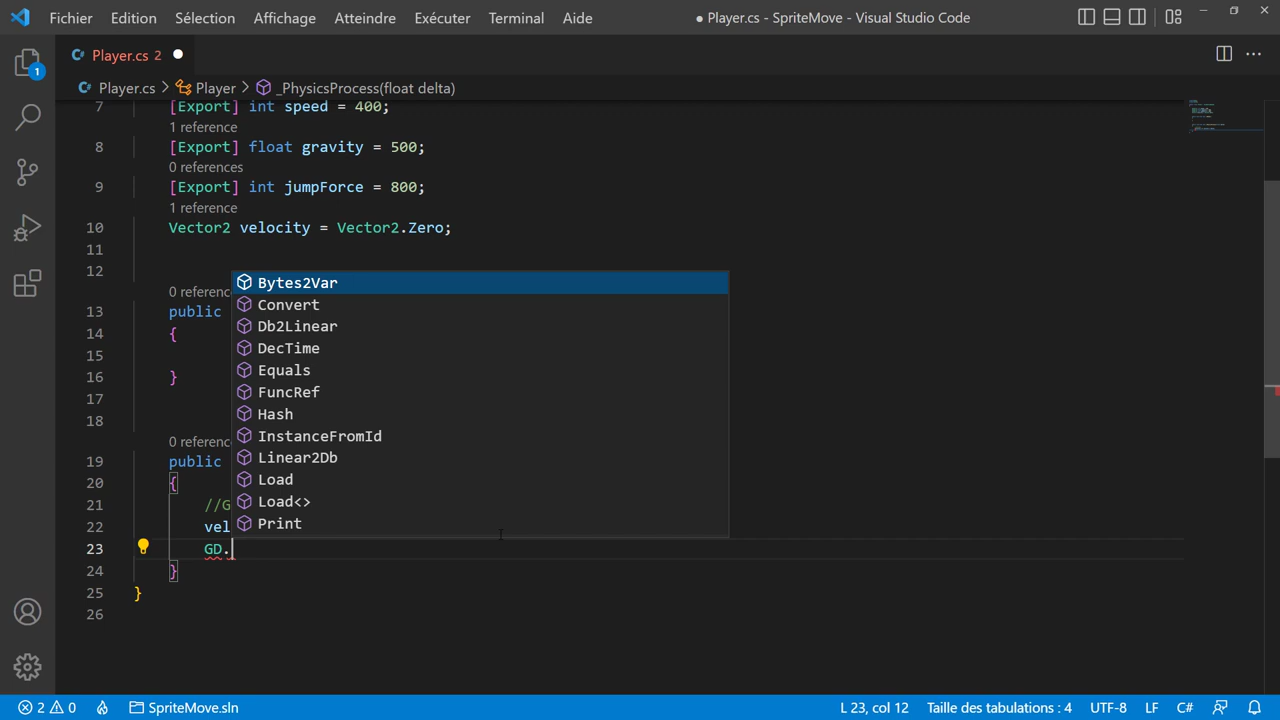 Fichier Edition Sélection Affichage Atteindre Exécuter Terminal Aide ● Player.cs - SpriteMove - Visual Studio Code
Player.cs 2
Player.cs > Player > _PhysicsProcess(float delta)
1
7 [Export] int speed = 400;
1 reference
8 [Export] float gravity = 500;
0 references
9 [Export] int jumpForce = 800;
1 reference
10 Vector2 velocity = Vector2.Zero;
11
12
Bytes2Var
Convert
Db2Linear
DecTime
Equals
FuncRef
Hash
InstanceFromId
Linear2Db
Load
Load<>
Print
13 public
14 {
15
16 }
17
18
19 public
20 {
21 //G
22 vel
23 GD.
24 }
25 }
26
2 0 SpriteMove.sln L 23, col 12 Taille des tabulations : 4 UTF-8 LF C#